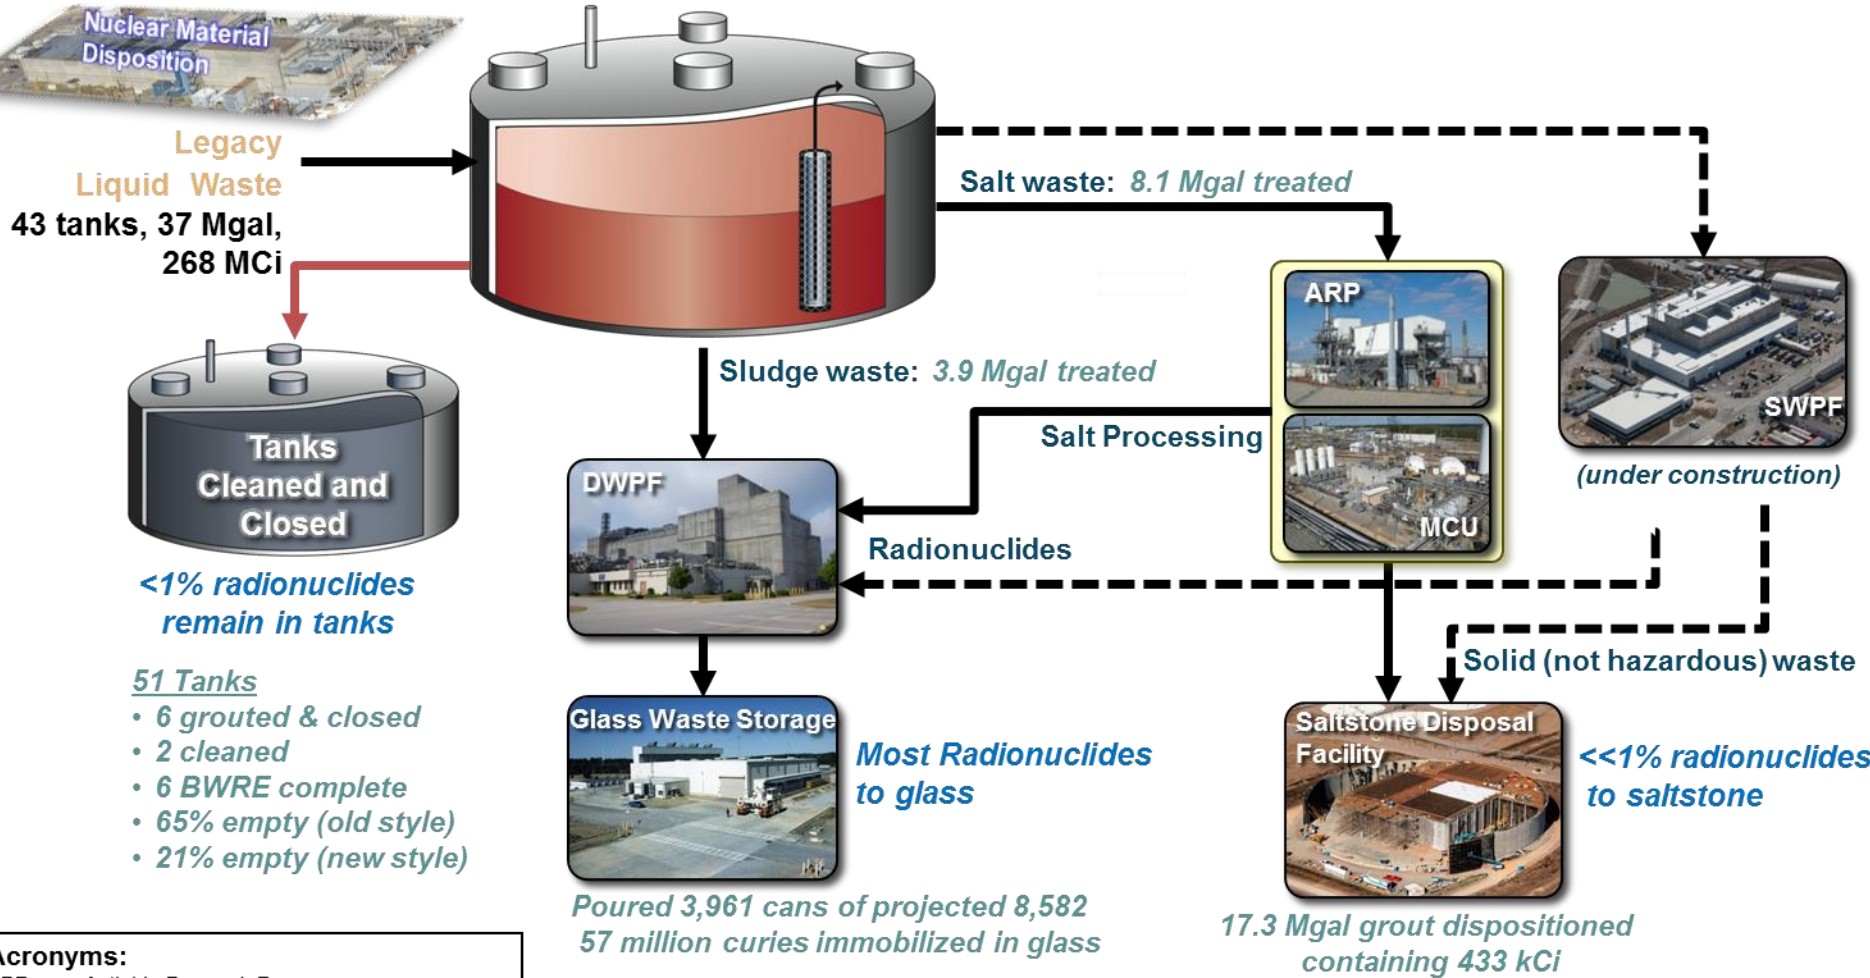 Nuclear Material
Disposition
Legacy
Liquid Waste
43 tanks, 37 Mgal,
268 MCi
Salt waste: 8.1 Mgal treated
ARP
MCU
SWPF
(under construction)
Sludge waste: 3.9 Mgal treated
Salt Processing
DWPF
Radionuclides
Tanks
Cleaned and
Closed
<1% radionuclides
remain in tanks
51 Tanks
• 6 grouted & closed
• 2 cleaned
• 6 BWRE complete
• 65% empty (old style)
• 21% empty (new style)
Glass Waste Storage
Most Radionuclides
to glass
Poured 3,961 cans of projected 8,582
57 million curies immobilized in glass
Solid (not hazardous) waste
Saltstone Disposal
Facility
<<1% radionuclides
to saltstone
17.3 Mgal grout dispositioned
containing 433 kCi
Acronyms: